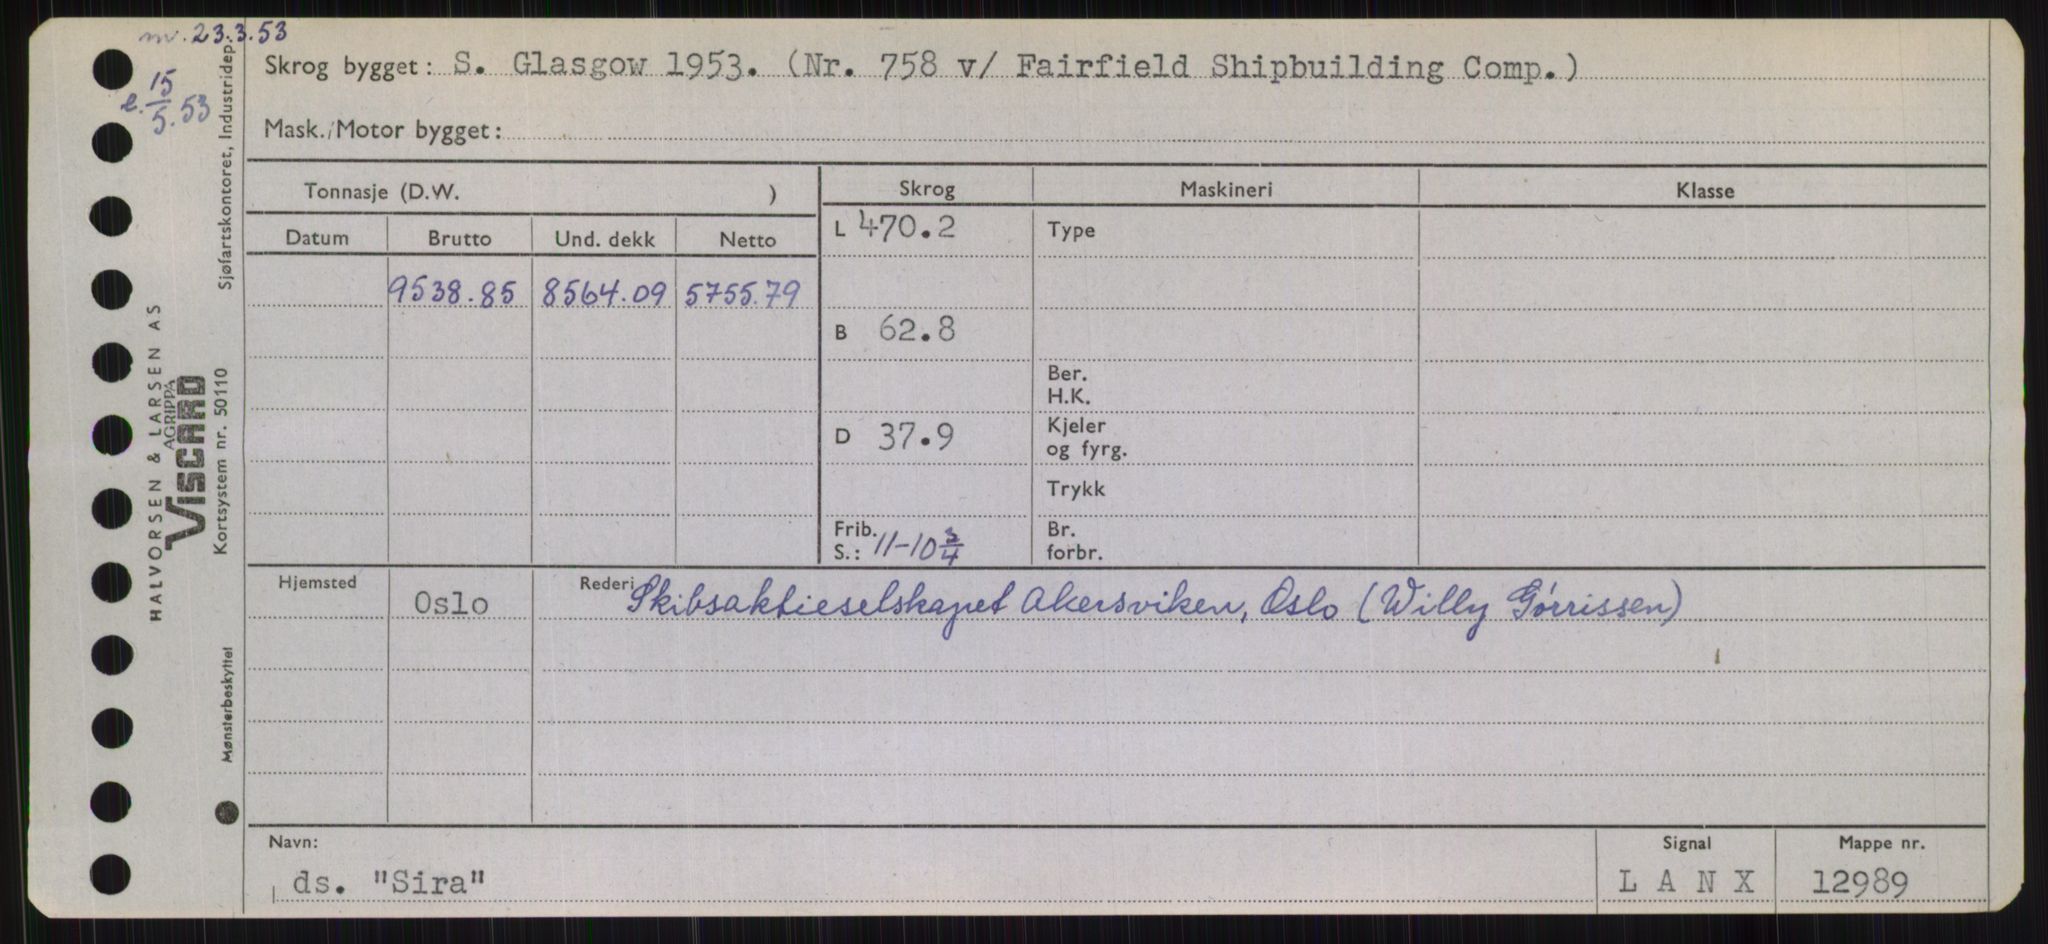 m. 23.3.53
e. 15/5.53
Skrog bygget: S. Glasgow 1953. (Nr. 758 v/ Fairfield Shipbuilding Comp.)
Mask./Motor bygget:
Tonnasje (D.W. )
Skrog Maskineri Klasse
Datum Brutto Und. dekk Netto
L 470.2 Type
9538.85 8564.09 5755.79
B 62.8
Ber.
H.K.
D 37.9 Kjeler
og fyrg.
Trykk
Frib. Br.
S.: 11-10 3/4 forbr.
Hjemsted Oslo Rederi Skibsaktieselskapet Akersviken, Oslo (Willy Görrissen)
Navn: Signal Mappe nr.
ds. "Sira" L A N X 12989
HALVORSEN & LARSEN AS
AGRIPPA
VISCARD
Kortsystem nr. 50110
Sjøfartskontoret, Industridep.
Mønsterbeskyttet